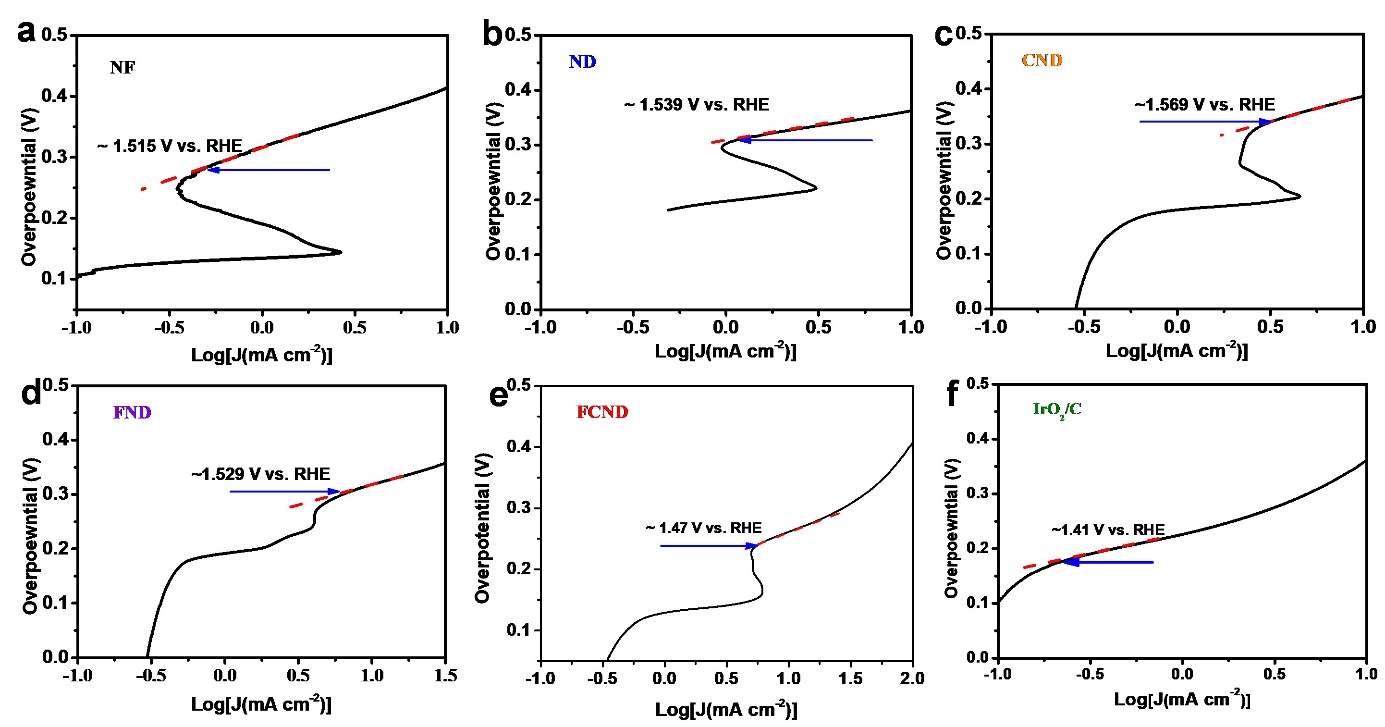 a
0.5
0.4
0.3
0.2
0.1
Overpoewntial (V)
NF
~ 1.515 V vs. RHE
-1.0 -0.5 0.0 0.5 1.0
Log[J(mA cm-2)]
b
0.5
0.4
0.3
0.2
0.1
0.0
Overpoewntial (V)
ND
~ 1.539 V vs. RHE
-1.0 -0.5 0.0 0.5 1.0
Log[J(mA cm-2)]
c
0.5
0.4
0.3
0.2
0.1
0.0
Overpoewntial (V)
CND
~1.569 V vs. RHE
-1.0 -0.5 0.0 0.5 1.0
Log[J(mA cm-2)]
d
0.5
0.4
0.3
0.2
0.1
0.0
Overpoewntial (V)
FND
~1.529 V vs. RHE
-1.0 -0.5 0.0 0.5 1.0 1.5
Log[J(mA cm-2)]
e
0.5
0.4
0.3
0.2
0.1
Overpotential (V)
FCND
~ 1.47 V vs. RHE
-1.0 -0.5 0.0 0.5 1.0 1.5 2.0
Log[J(mA cm-2)]
f
0.5
0.4
0.3
0.2
0.1
0.0
Overpoewntial (V)
IrO2/C
~1.41 V vs. RHE
-1.0 -0.5 0.0 0.5 1.0
Log[J(mA cm-2)]